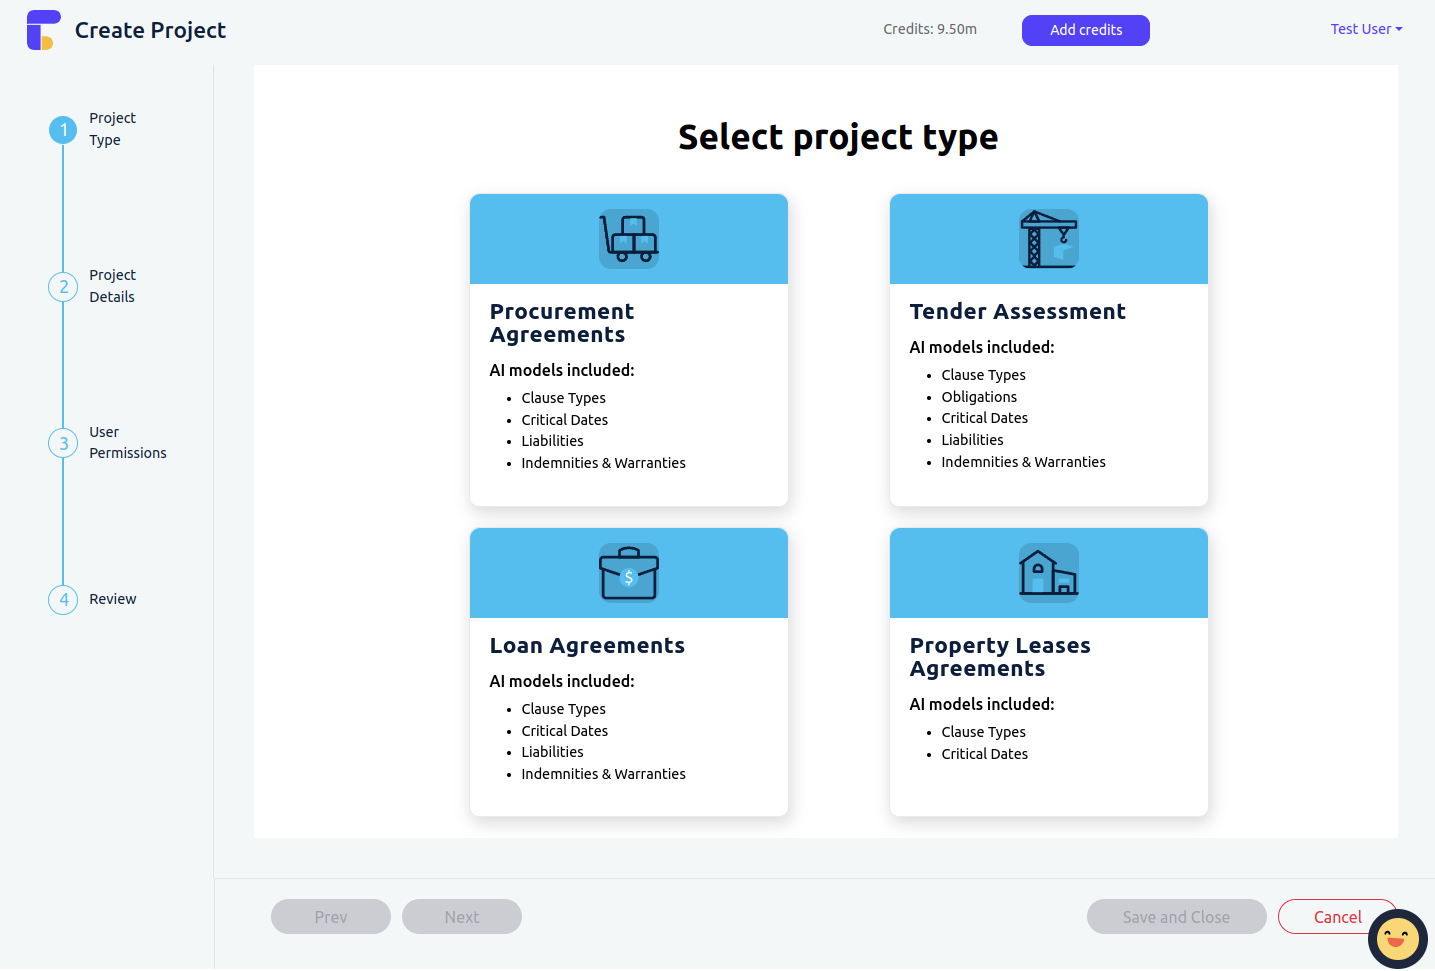 Create Project
Credits: 9.50m
Add credits
Test User
1
Project
Type
2
Project
Details
3
User
Permissions
4
Review
Select project type
Procurement
Agreements
AI models included:
Clause Types
Critical Dates
Liabilities
Indemnities & Warranties
Tender Assessment
AI models included:
Clause Types
Obligations
Critical Dates
Liabilities
Indemnities & Warranties
$
Loan Agreements
AI models included:
Clause Types
Critical Dates
Liabilities
Indemnities & Warranties
Property Leases
Agreements
AI models included:
Clause Types
Critical Dates
Prev
Next
Save and Close
Cancel